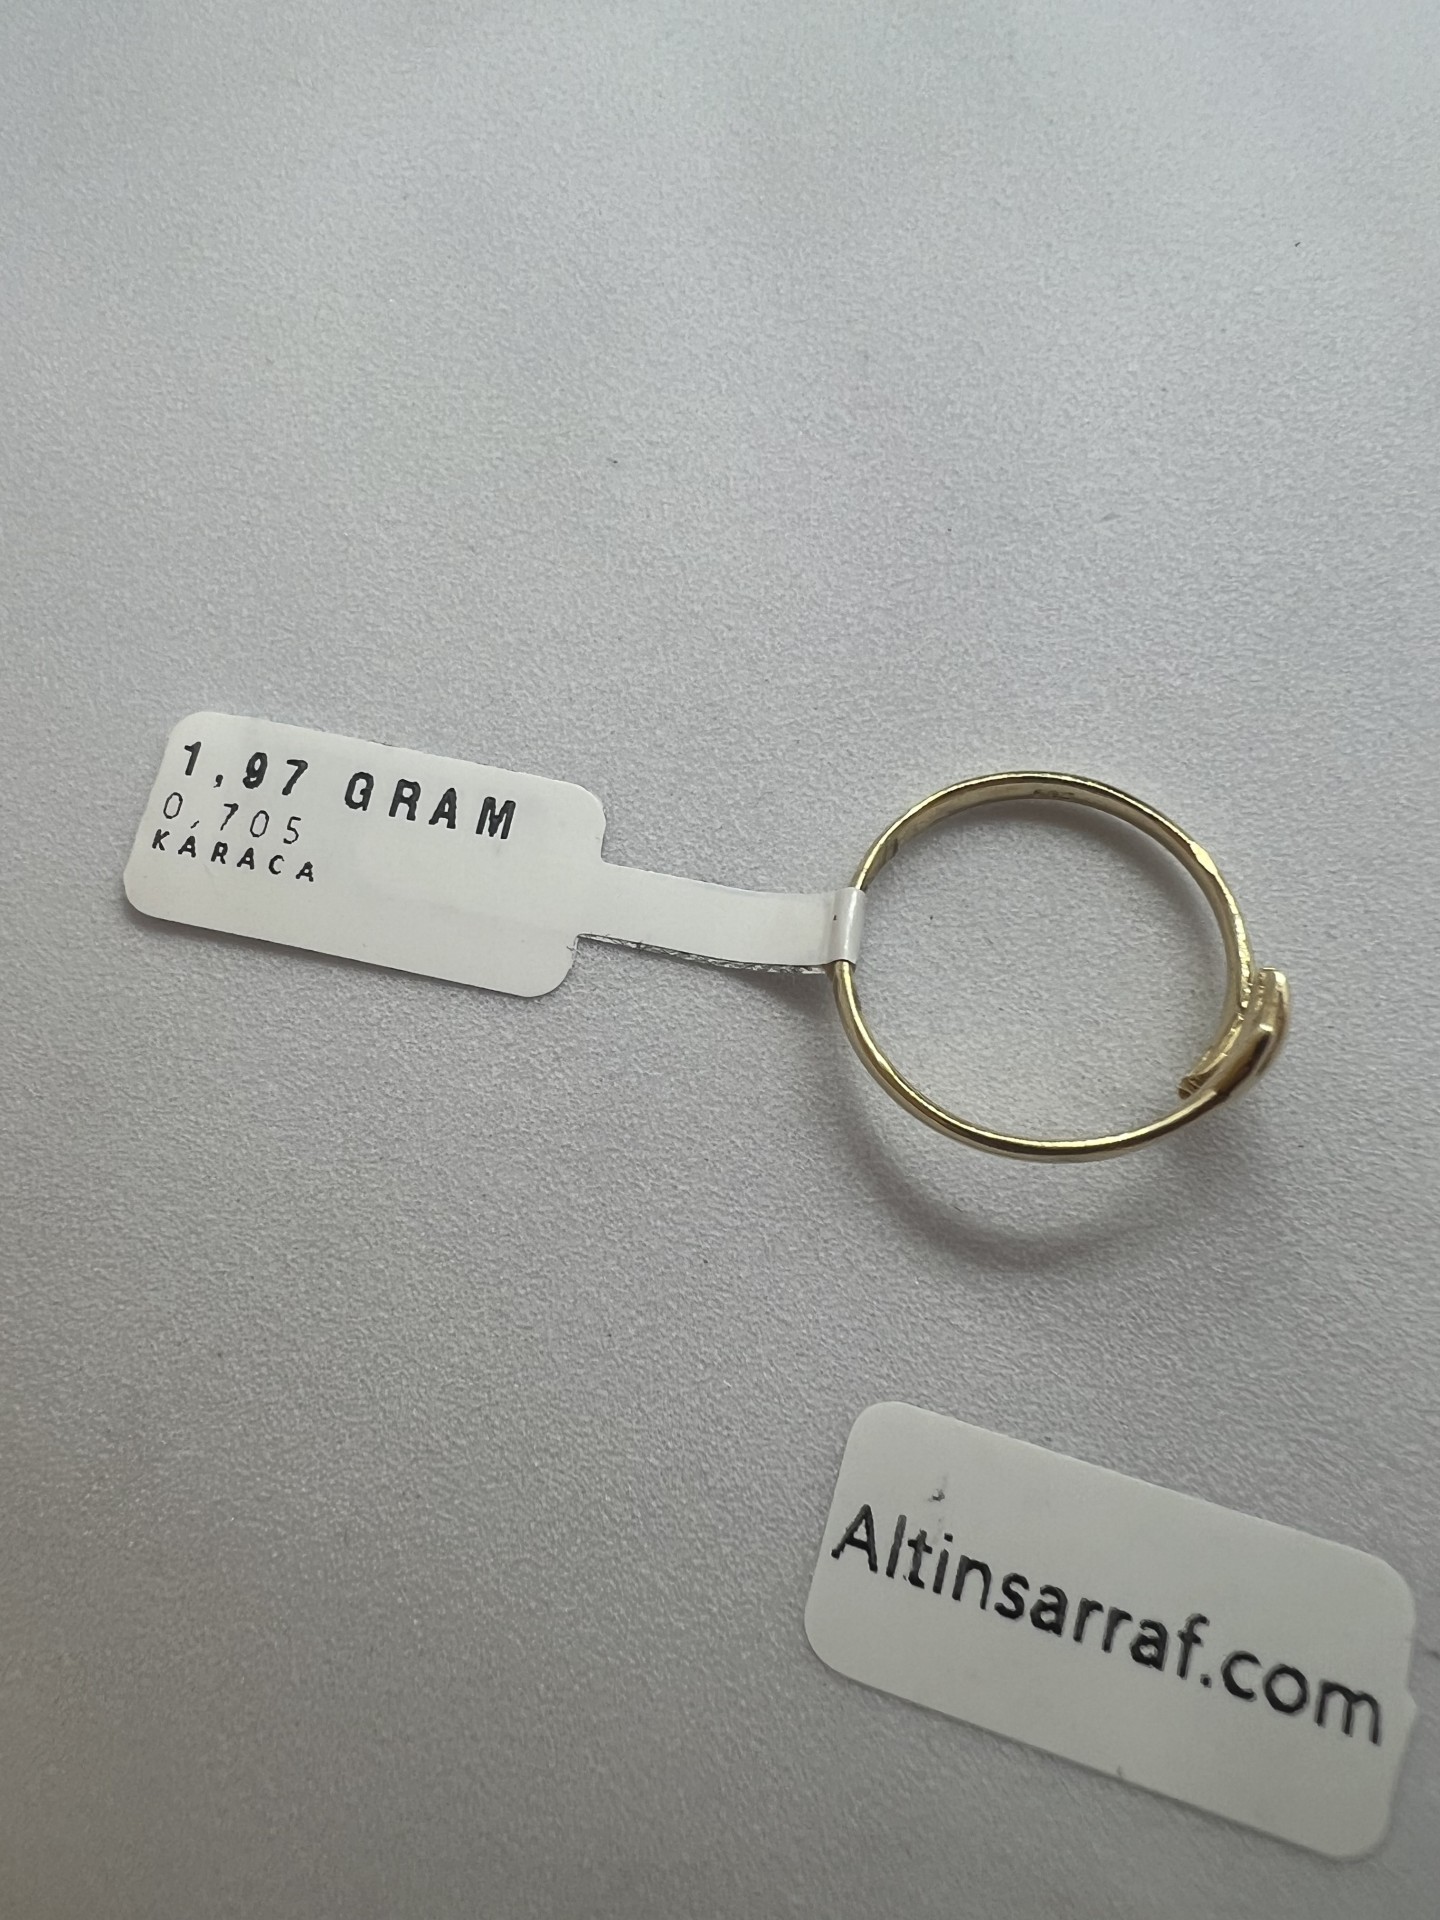 1,97 GRAM
0,705
KARACA
Altinsarraf.com